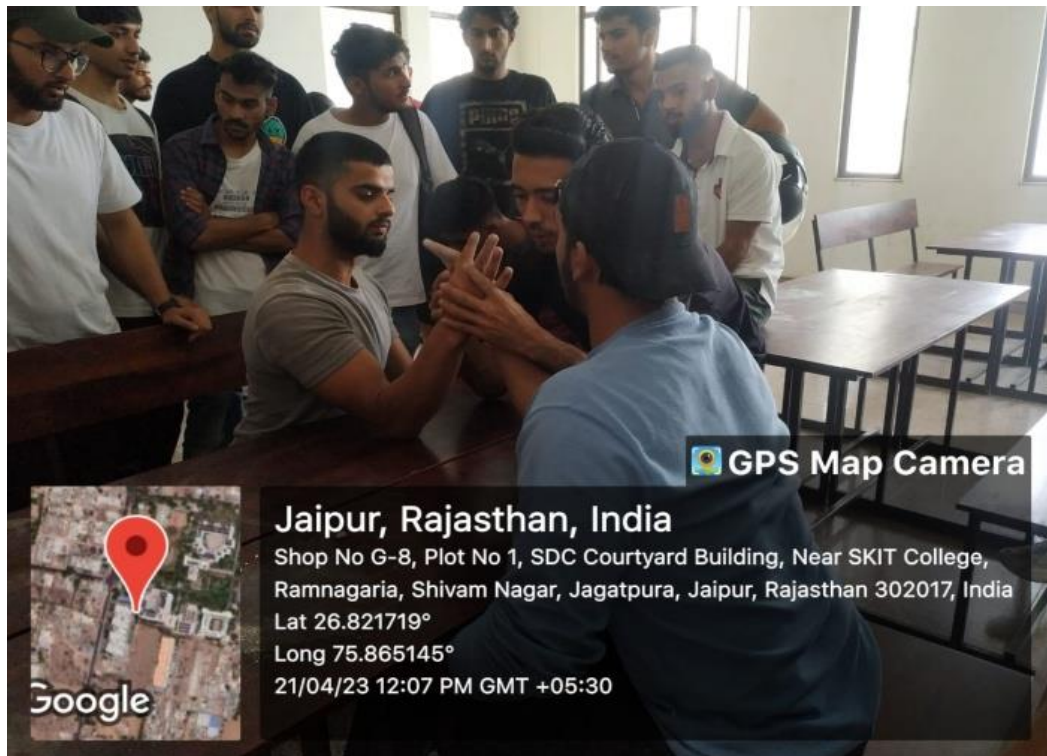 PUMA
GPS Map Camera
Jaipur, Rajasthan, India
Shop No G-8, Plot No 1, SDC Courtyard Building, Near SKIT College,
Ramnagaria, Shivam Nagar, Jagatpura, Jaipur, Rajasthan 302017, India
Lat 26.821719°
Long 75.865145°
21/04/23 12:07 PM GMT +05:30
Google